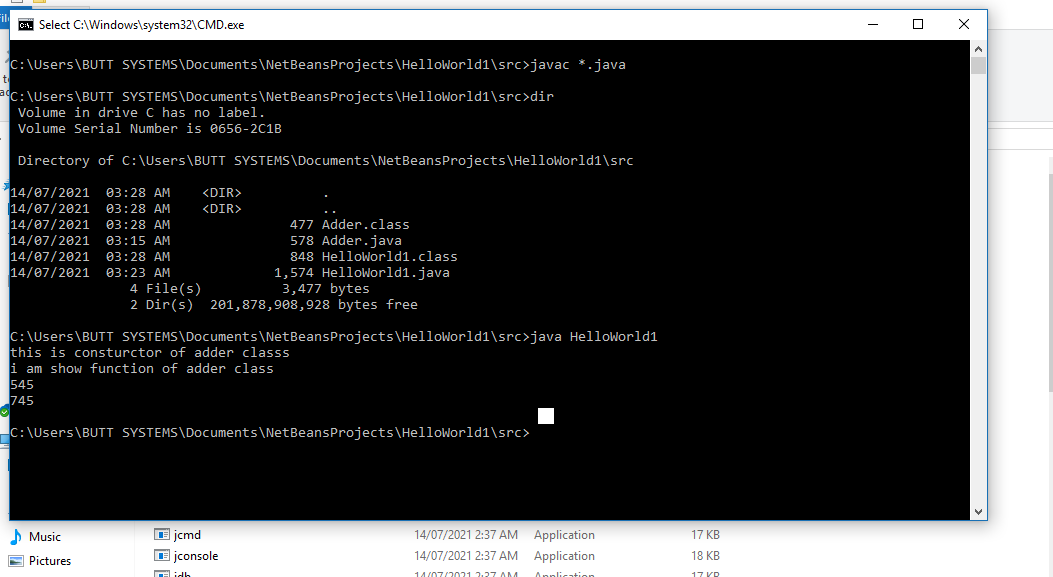 Select C:\Windows\system32\CMD.exe
C:\Users\BUTT SYSTEMS\Documents\NetBeansProjects\HelloWorld1\src>javac *.java
C:\Users\BUTT SYSTEMS\Documents\NetBeansProjects\HelloWorld1\src>dir
Volume in drive C has no label.
Volume Serial Number is 0656-2C1B
Directory of C:\Users\BUTT SYSTEMS\Documents\NetBeansProjects\HelloWorld1\src
14/07/2021  03:28 AM    <DIR>          .
14/07/2021  03:28 AM    <DIR>          ..
14/07/2021  03:28 AM               477 Adder.class
14/07/2021  03:15 AM               578 Adder.java
14/07/2021  03:28 AM               848 HelloWorld1.class
14/07/2021  03:23 AM             1,574 HelloWorld1.java
4 File(s)          3,477 bytes
2 Dir(s)  201,878,908,928 bytes free
C:\Users\BUTT SYSTEMS\Documents\NetBeansProjects\HelloWorld1\src>java HelloWorld1
this is consturctor of adder classs
i am show function of adder class
545
745
C:\Users\BUTT SYSTEMS\Documents\NetBeansProjects\HelloWorld1\src>
Music
jcmd 14/07/2021 2:37 AM Application 17 KB
Pictures
jconsole 14/07/2021 2:37 AM Application 18 KB
14/07/2021 2:37 AM Application 17 KB